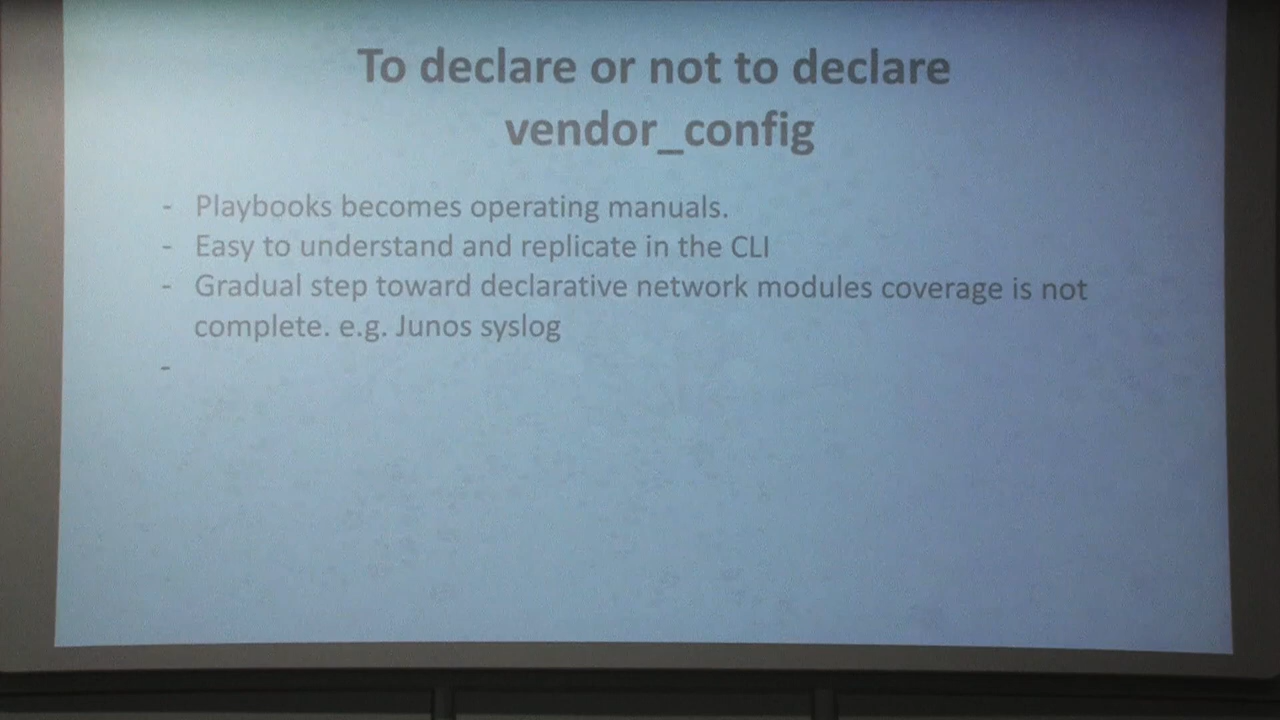 To declare or not to declare
vendor_config
- Playbooks becomes operating manuals.
- Easy to understand and replicate in the CLI
- Gradual step toward declarative network modules coverage is not
complete. e.g. Junos syslog
-